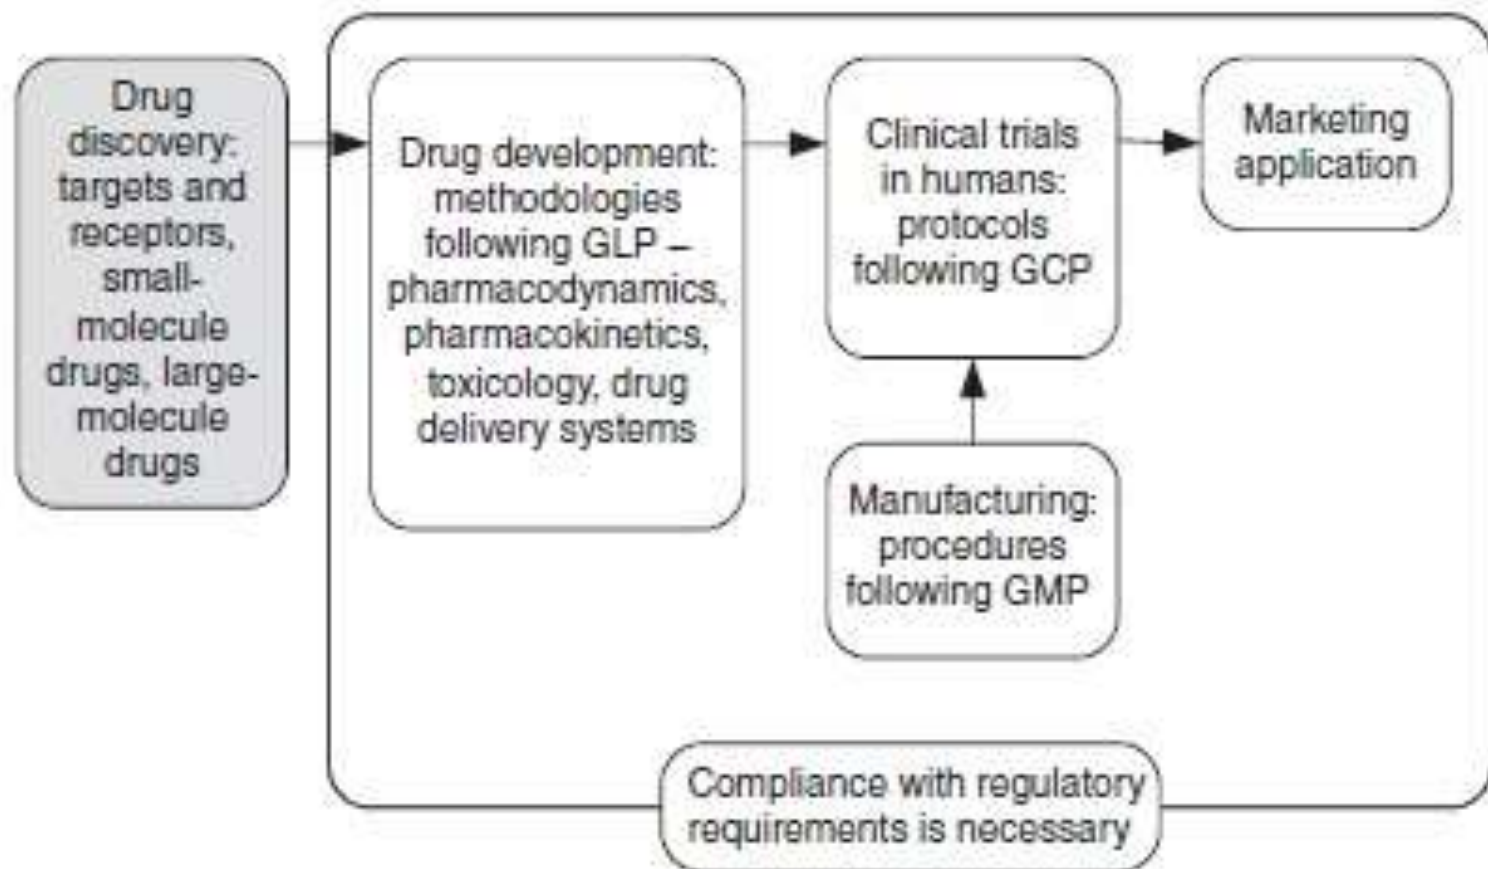 Drug
discovery:
targets and
receptors,
small-
molecule
drugs, large-
molecule
drugs
Drug development:
methodologies
following GLP –
pharmacodynamics,
pharmacokinetics,
toxicology, drug
delivery systems
Clinical trials
in humans:
protocols
following GCP
Marketing
application
Manufacturing:
procedures
following GMP
Compliance with regulatory
requirements is necessary